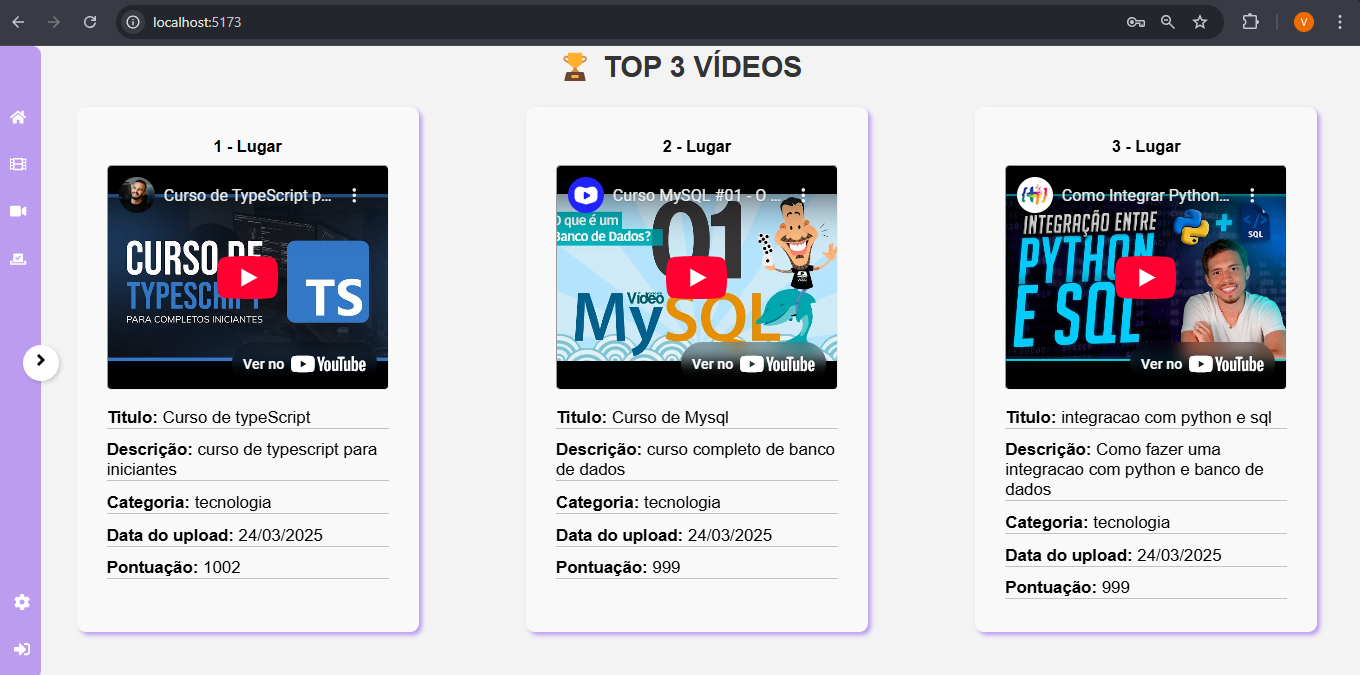 localhost:5173
V
🏆 TOP 3 VÍDEOS
1 - Lugar
Curso de TypeScript p...
CURSO DE
TYPESCRIPT
TS
PARA COMPLETOS INICIANTES
Ver no YouTube
Titulo: Curso de typeScript
Descrição: curso de typescript para
iniciantes
Categoria: tecnologia
Data do upload: 24/03/2025
Pontuação: 1002
2 - Lugar
Curso MySQL #01 - O ...
O que é um
Banco de Dados?
01
Vídeo
MySQL
Ver no YouTube
Titulo: Curso de Mysql
Descrição: curso completo de banco
de dados
Categoria: tecnologia
Data do upload: 24/03/2025
Pontuação: 999
3 - Lugar
Como Integrar Python...
INTEGRAÇÃO ENTRE
PYTHON
E SQL
</>
SQL
Ver no YouTube
Titulo: integracao com python e sql
Descrição: Como fazer uma
integracao com python e banco de
dados
Categoria: tecnologia
Data do upload: 24/03/2025
Pontuação: 999